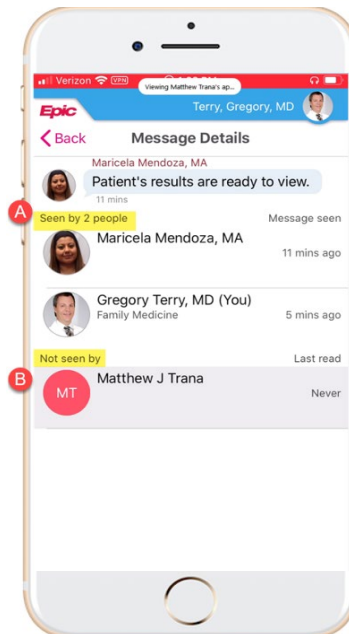 Verizon VPN
Viewing Matthew Trana's ap...
Epic
Terry, Gregory, MD
Back
Message Details
Maricela Mendoza, MA
Patient's results are ready to view.
11 mins
A
Seen by 2 people Message seen
Maricela Mendoza, MA
11 mins ago
Gregory Terry, MD (You)
Family Medicine 5 mins ago
Not seen by Last read
B
Matthew J Trana
MT Never